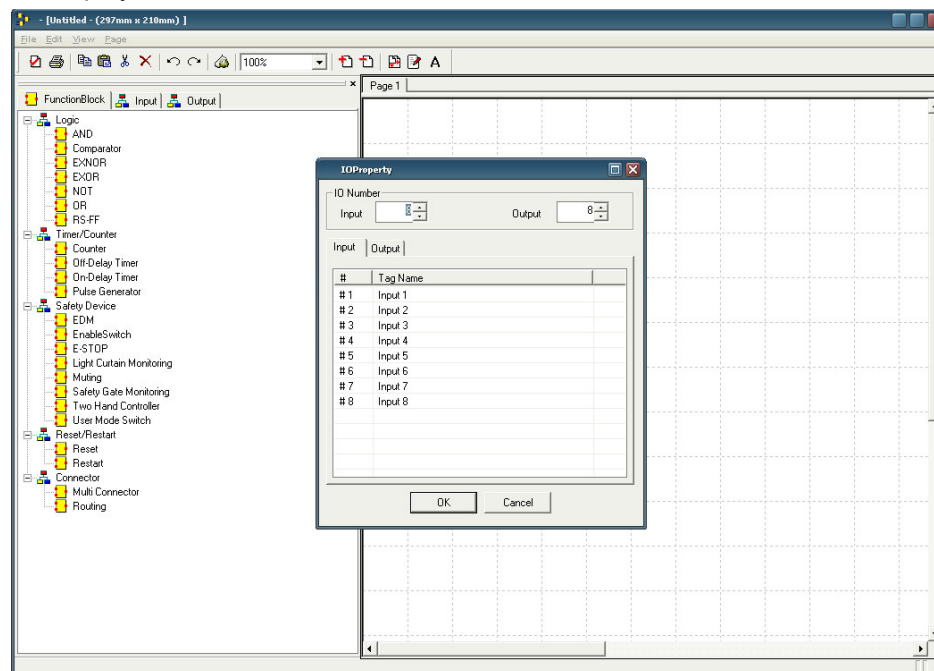 - [Untitled - (297mm x 210mm) ]
File Edit View Page
100%
A
Page 1
FunctionBlock Input Output
Logic
AND
Comparator
EXNOR
EXOR
NOT
OR
RS-FF
Timer/Counter
Counter
Off-Delay Timer
On-Delay Timer
Pulse Generator
Safety Device
EDM
EnableSwitch
E-STOP
Light Curtain Monitoring
Muting
Safety Gate Monitoring
Two Hand Controller
User Mode Switch
Reset/Restart
Reset
Restart
Connector
Multi Connector
Routing
IOProperty
IO Number
Input 8 Output 8
Input Output
# Tag Name
# 1 Input 1
# 2 Input 2
# 3 Input 3
# 4 Input 4
# 5 Input 5
# 6 Input 6
# 7 Input 7
# 8 Input 8
OK Cancel